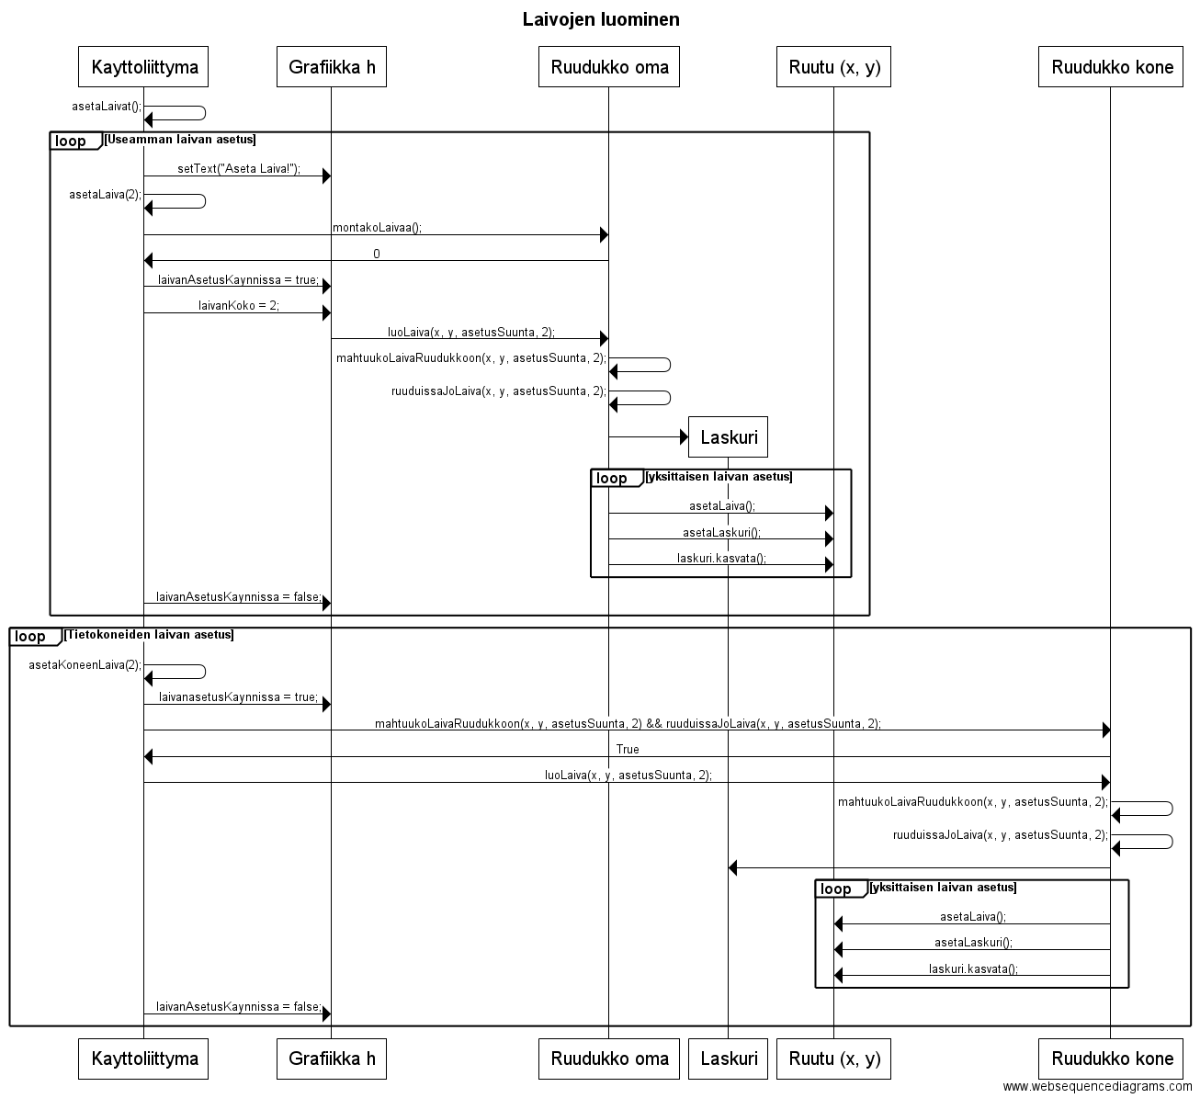 Laivojen luominen
Kayttoliittyma
Grafiikka h
Ruudukko oma
Ruutu (x, y)
Ruudukko kone
asetaLaivat();
loop
[Useamman laivan asetus]
setText("Aseta Laiva!");
asetaLaiva(2);
montakoLaivaa();
0
laivanAsetusKaynnissa = true;
laivanKoko = 2;
luoLaiva(x, y, asetusSuunta, 2);
mahtuukoLaivaRuudukkoon(x, y, asetusSuunta, 2);
ruuduissaJoLaiva(x, y, asetusSuunta, 2);
Laskuri
loop
[yksittaisen laivan asetus]
asetaLaiva();
asetaLaskuri();
laskuri.kasvata();
laivanAsetusKaynnissa = false;
loop
[Tietokoneiden laivan asetus]
asetaKoneenLaiva(2);
laivanasetusKaynnissa = true;
mahtuukoLaivaRuudukkoon(x, y, asetusSuunta, 2) && ruuduissaJoLaiva(x, y, asetusSuunta, 2);
True
luoLaiva(x, y, asetusSuunta, 2);
mahtuukoLaivaRuudukkoon(x, y, asetusSuunta, 2);
ruuduissaJoLaiva(x, y, asetusSuunta, 2);
loop
[yksittaisen laivan asetus]
asetaLaiva();
asetaLaskuri();
laskuri.kasvata();
laivanAsetusKaynnissa = false;
Kayttoliittyma
Grafiikka h
Ruudukko oma
Laskuri
Ruutu (x, y)
Ruudukko kone
www.websequencediagrams.com